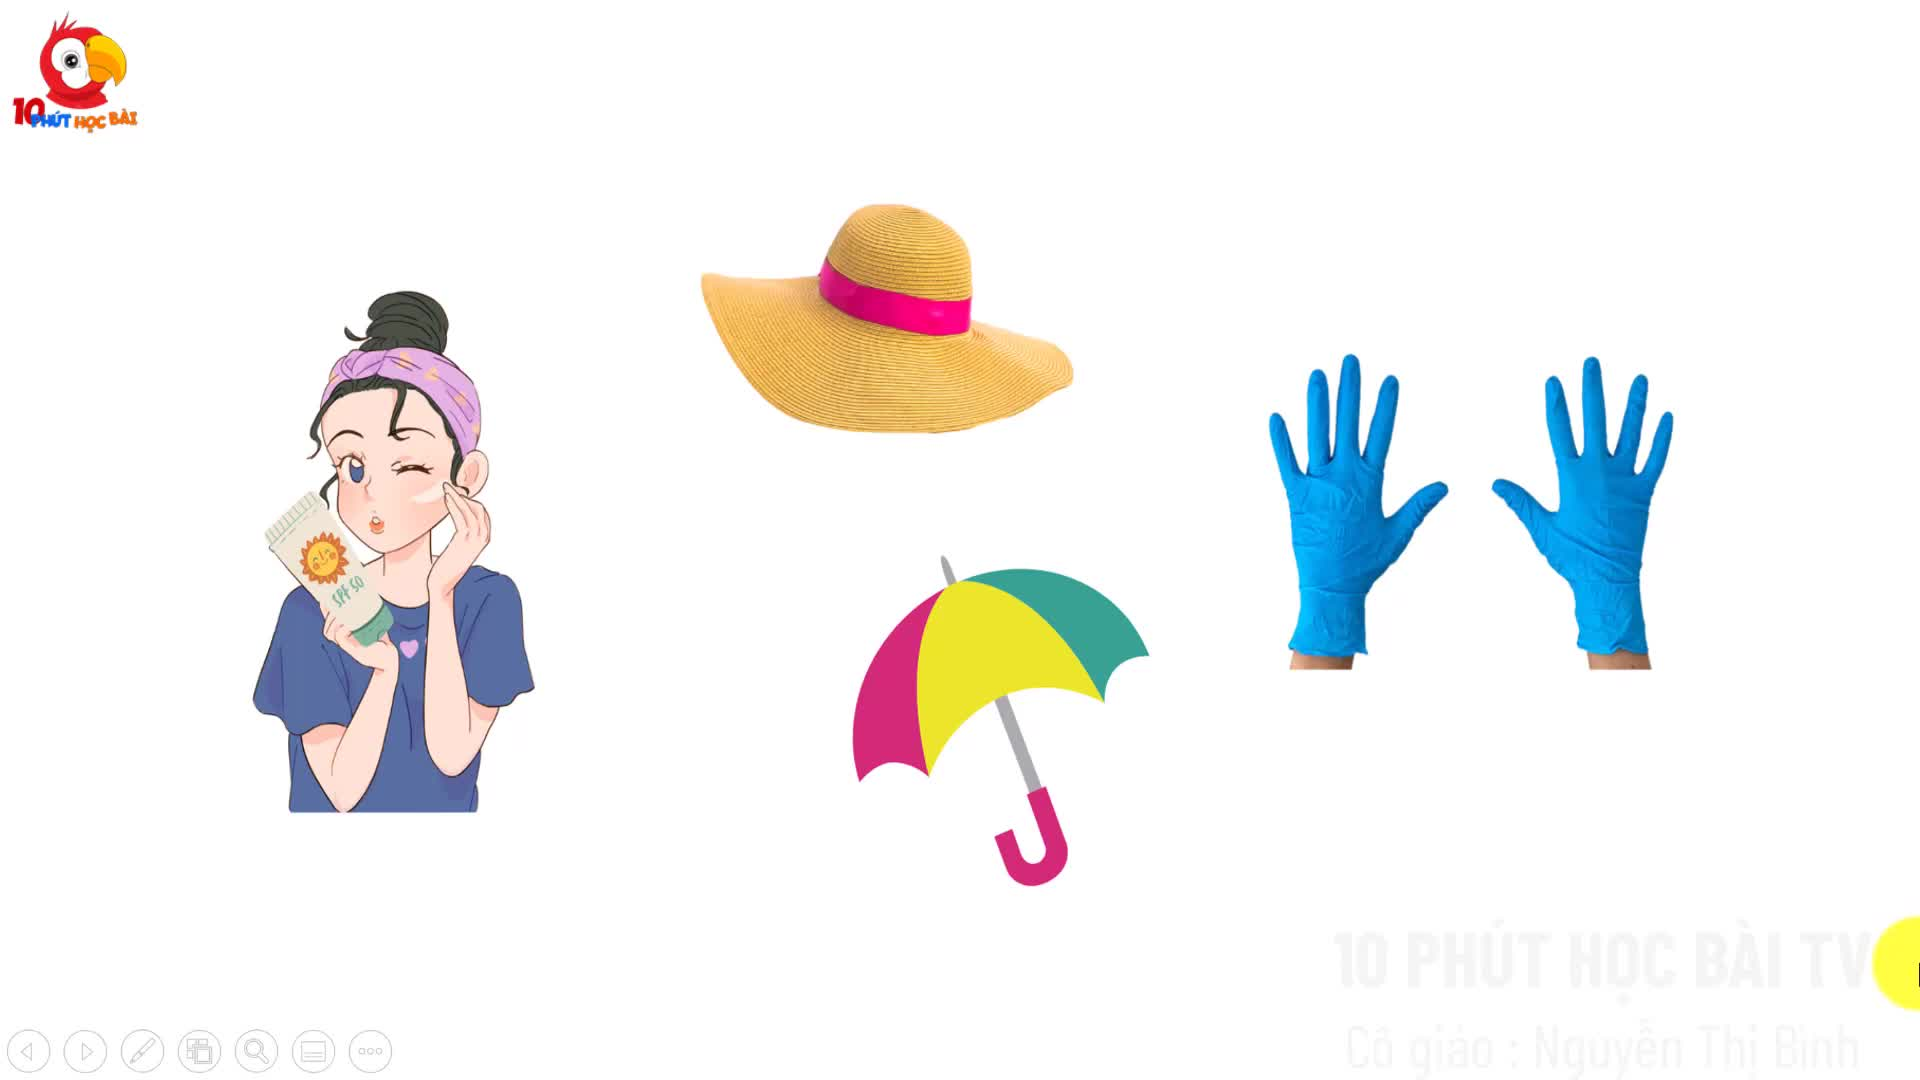 10 PHÚT HỌC BÀI
SPF 50
10 PHÚT HỌC BÀI TV
Cô giáo : Nguyễn Thị Bình